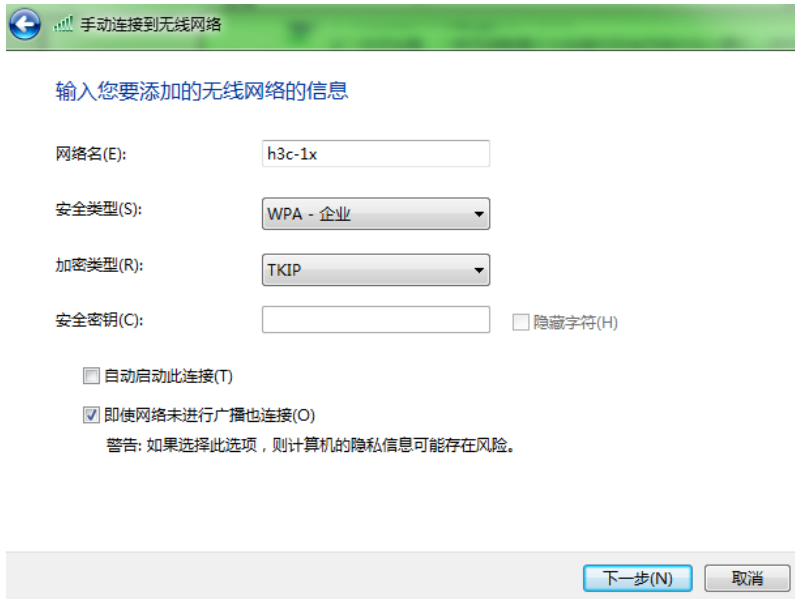 手动连接到无线网络
输入您要添加的无线网络的信息
网络名(E): h3c-1x
安全类型(S): WPA - 企业
加密类型(R): TKIP
安全密钥(C): 隐藏字符(H)
自动启动此连接(T)
即使网络未进行广播也连接(O)
警告: 如果选择此选项，则计算机的隐私信息可能存在风险。
下一步(N) 取消